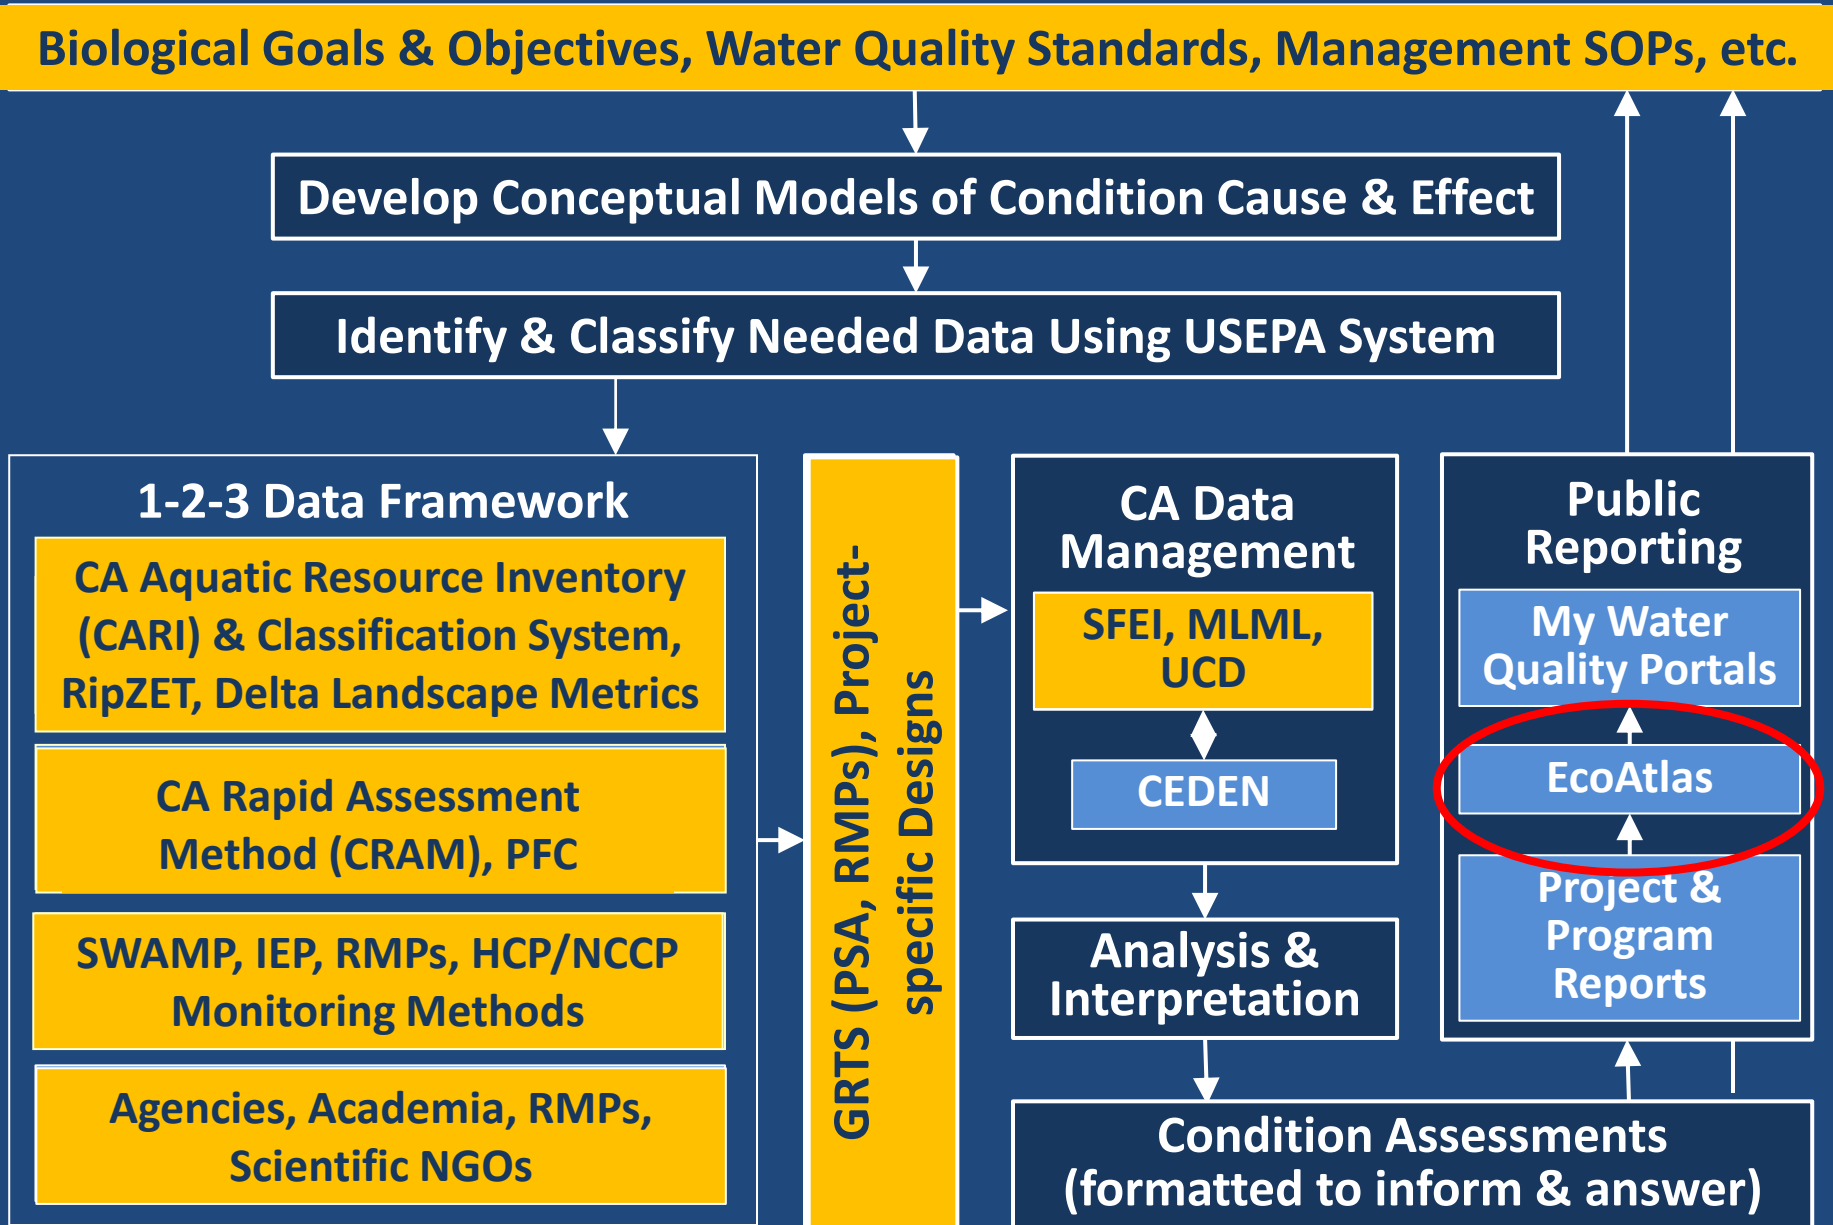 Biological Goals & Objectives, Water Quality Standards, Management SOPs, etc.
Develop Conceptual Models of Condition Cause & Effect
Identify & Classify Needed Data Using USEPA System
1-2-3 Data Framework
CA Aquatic Resource Inventory
(CARI) & Classification System,
RipZET, Delta Landscape Metrics
CA Rapid Assessment
Method (CRAM), PFC
SWAMP, IEP, RMPs, HCP/NCCP
Monitoring Methods
Agencies, Academia, RMPs,
Scientific NGOs
GRTS (PSA, RMPs), Project-
specific Designs
CA Data
Management
SFEI, MLML,
UCD
CEDEN
Analysis &
Interpretation
Public
Reporting
My Water
Quality Portals
EcoAtlas
Project &
Program
Reports
Condition Assessments
(formatted to inform & answer)